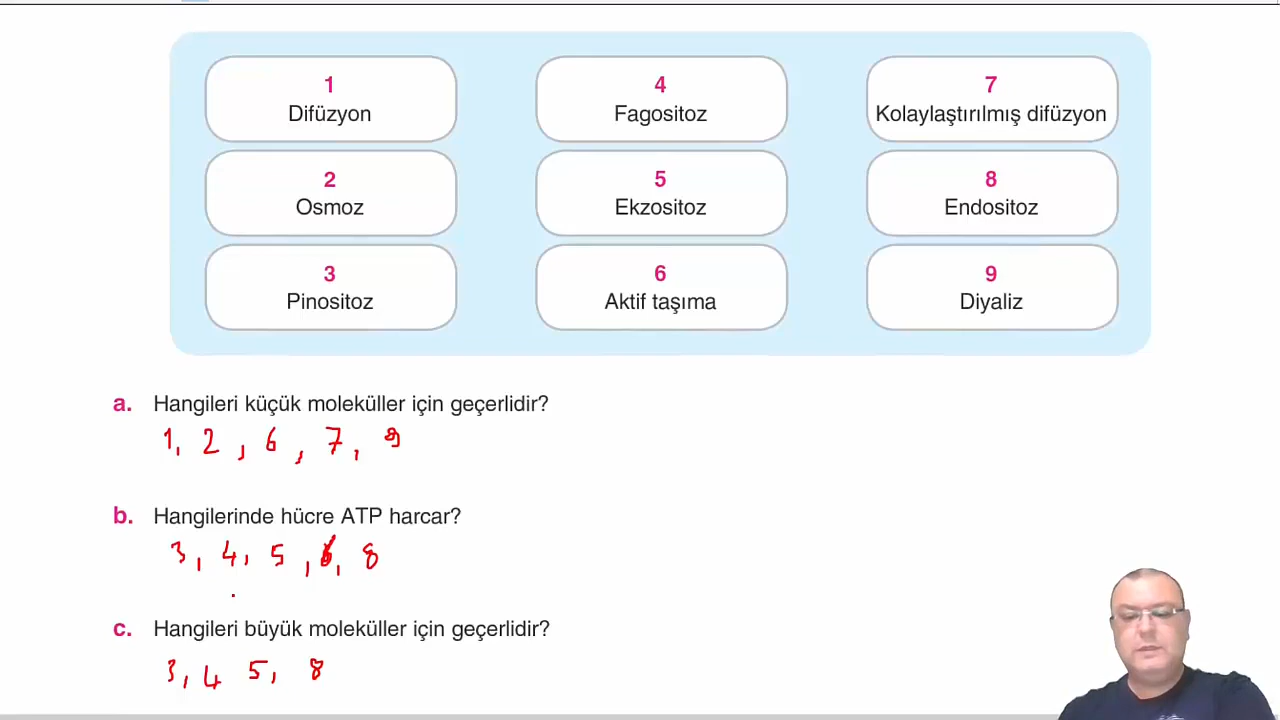 1
Difüzyon
4
Fagositoz
7
Kolaylaştırılmış difüzyon
2
Osmoz
5
Ekzositoz
8
Endositoz
3
Pinositoz
6
Aktif taşıma
9
Diyaliz
a. Hangileri küçük moleküller için geçerlidir?
1, 2, 6, 7, 9
b. Hangilerinde hücre ATP harcar?
3, 4, 5, 6, 8
c. Hangileri büyük moleküller için geçerlidir?
3, 4 5, 8